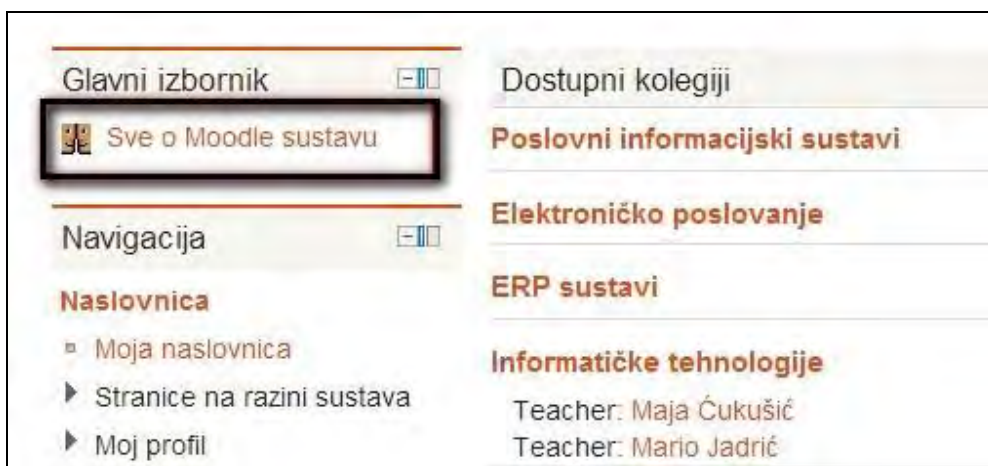 Glavni izbornik
Sve o Moodle sustavu
Navigacija
Naslovnica
Moja naslovnica
Stranice na razini sustava
Moj profil
Dostupni kolegiji
Poslovni informacijski sustavi
Elektroničko poslovanje
ERP sustavi
Informatičke tehnologije
Teacher: Maja Ćukušić
Teacher: Mario Jadrić